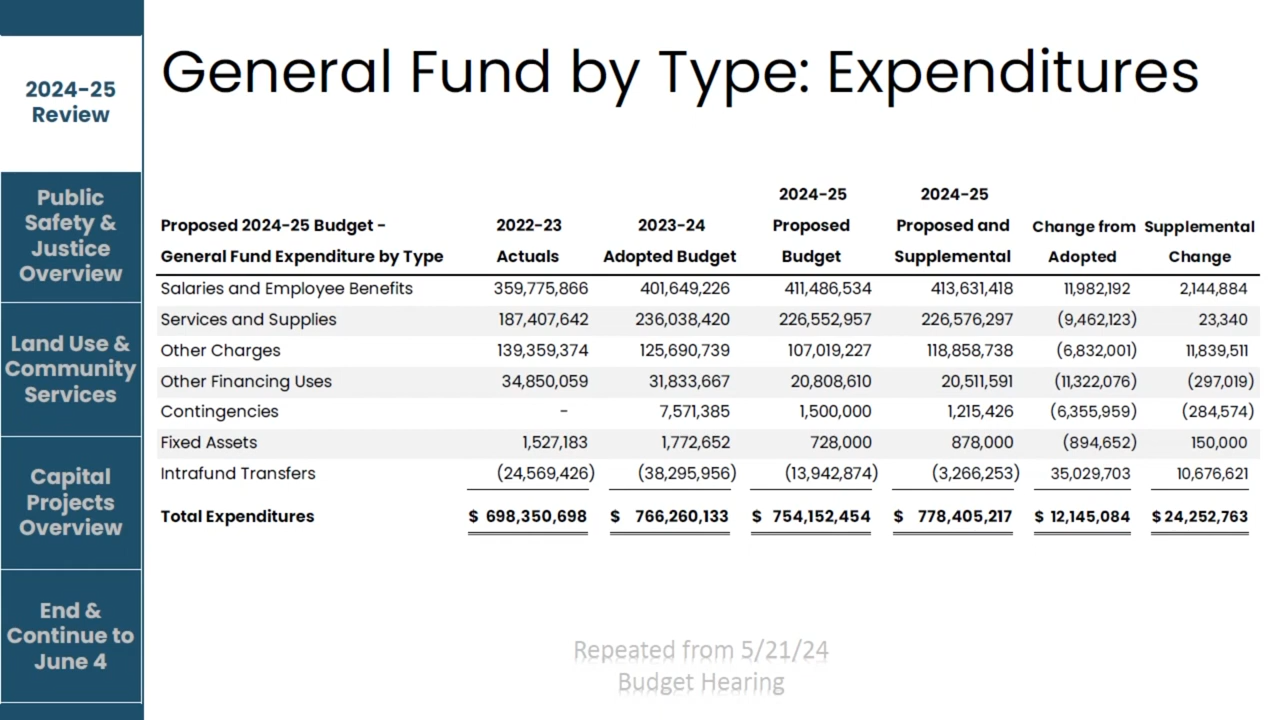 General Fund by Type: Expenditures
2024-25
Review
Public
Safety &
Justice
Overview
Land Use &
Community
Services
Capital
Projects
Overview
End &
Continue to
June 4
2024-25 2024-25
Proposed 2024-25 Budget - 2022-23 2023-24 Proposed Proposed and Change from Supplemental
General Fund Expenditure by Type Actuals Adopted Budget Budget Supplemental Adopted Change
Salaries and Employee Benefits 359,775,866 401,649,226 411,486,534 413,631,418 11,982,192 2,144,884
Services and Supplies 187,407,642 236,038,420 226,552,957 226,576,297 (9,462,123) 23,340
Other Charges 139,359,374 125,690,739 107,019,227 118,858,738 (6,832,001) 11,839,511
Other Financing Uses 34,850,059 31,833,667 20,808,610 20,511,591 (11,322,076) (297,019)
Contingencies - 7,571,385 1,500,000 1,215,426 (6,355,959) (284,574)
Fixed Assets 1,527,183 1,772,652 728,000 878,000 (894,652) 150,000
Intrafund Transfers (24,569,426) (38,295,956) (13,942,874) (3,266,253) 35,029,703 10,676,621
Total Expenditures $ 698,350,698 $ 766,260,133 $ 754,152,454 $ 778,405,217 $ 12,145,084 $ 24,252,763
Repeated from 5/21/24
Budget Hearing